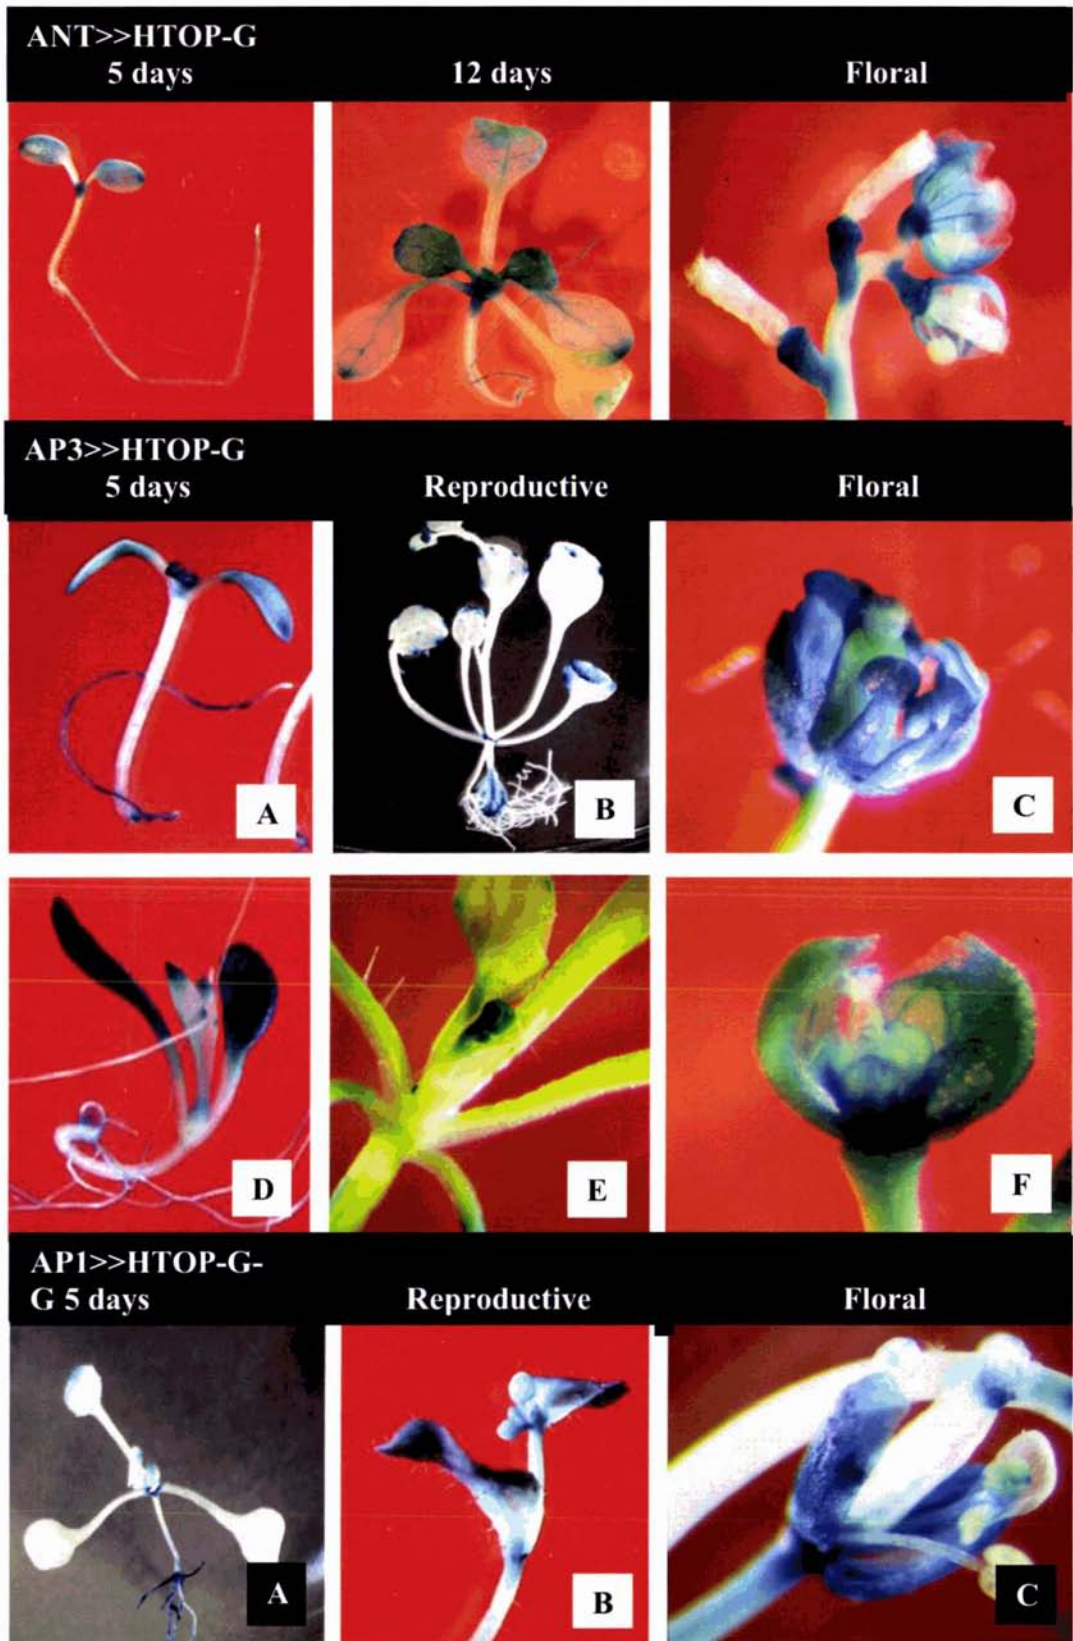 ANT>>HTOP-G
5 days 12 days Floral
AP3>>HTOP-G
5 days Reproductive Floral
A B C
D E F
AP1>>HTOP-G-
G 5 days Reproductive Floral
A B C